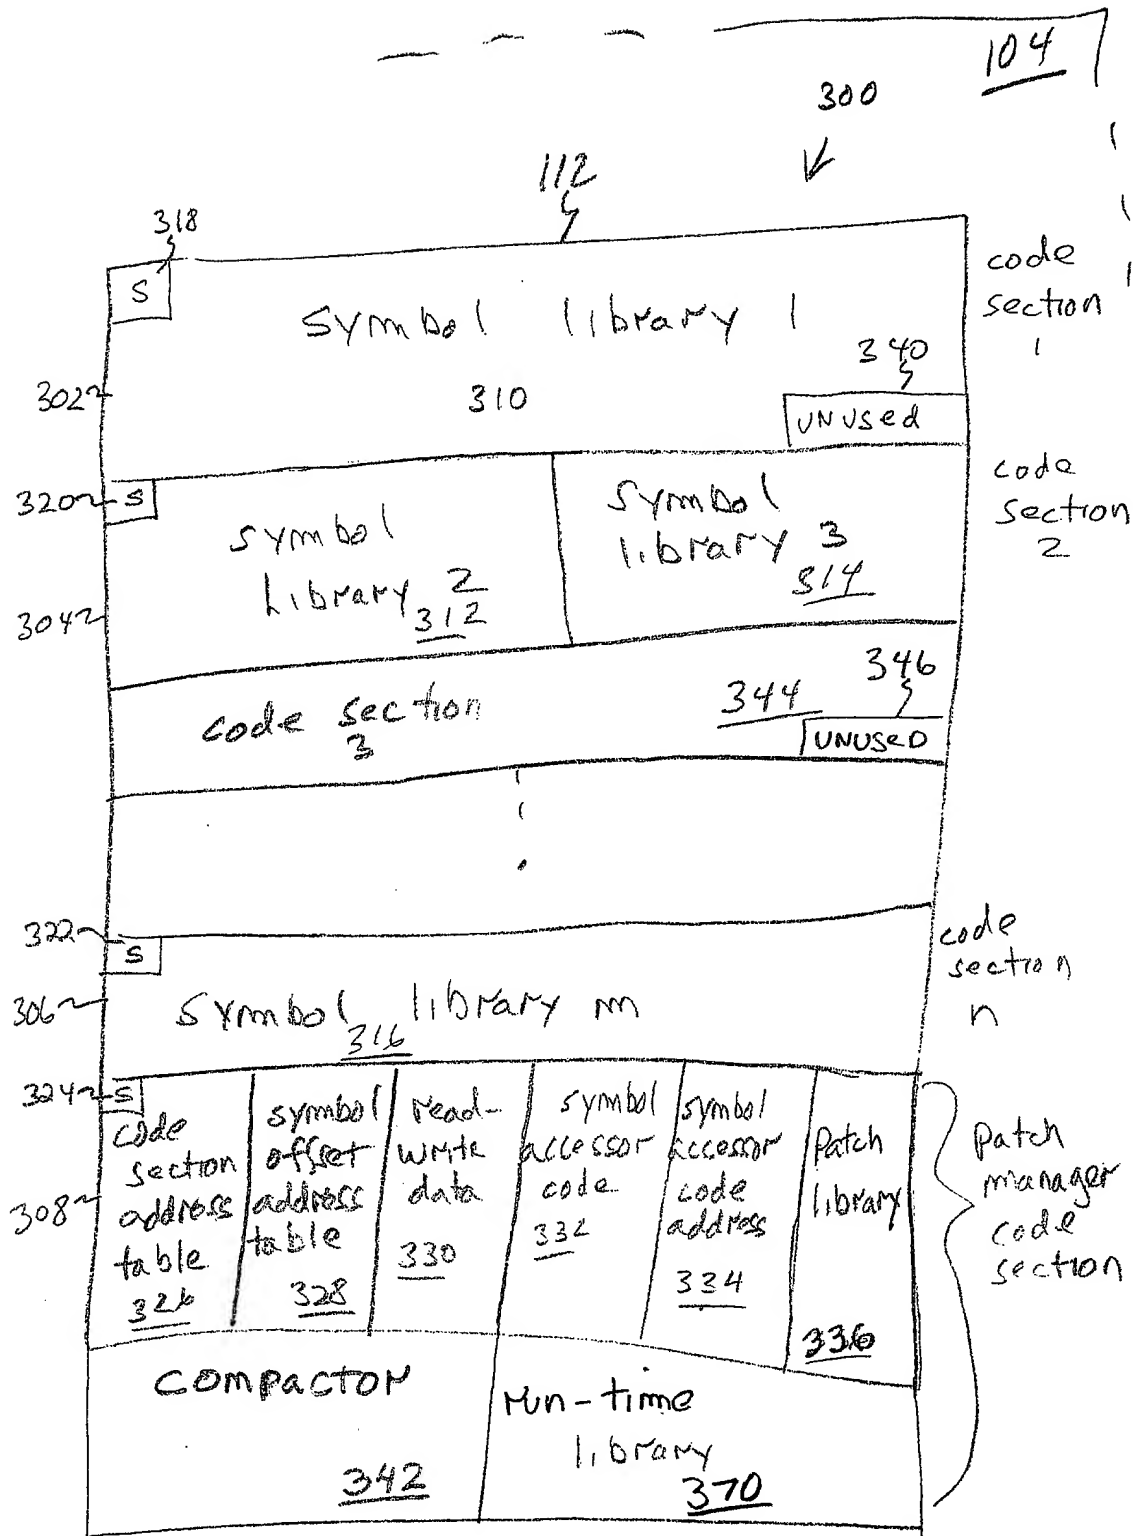 104
300
112
318
S
code
section
1
symbol library 1
340
302
310
UNUsed
320
S
symbol
library 2
312
symbol
library 3
314
code
section
2
304
code section
3
344
346
UNUSED
322
S
code
section
n
306
symbol library m
316
324
S
code
section
address
table
326
symbol
offset
address
table
328
read-
write
data
330
symbol
accessor
code
332
symbol
accessor
code
address
334
patch
library
336
308
patch
manager
code
section
compactor
342
run-time
library
370